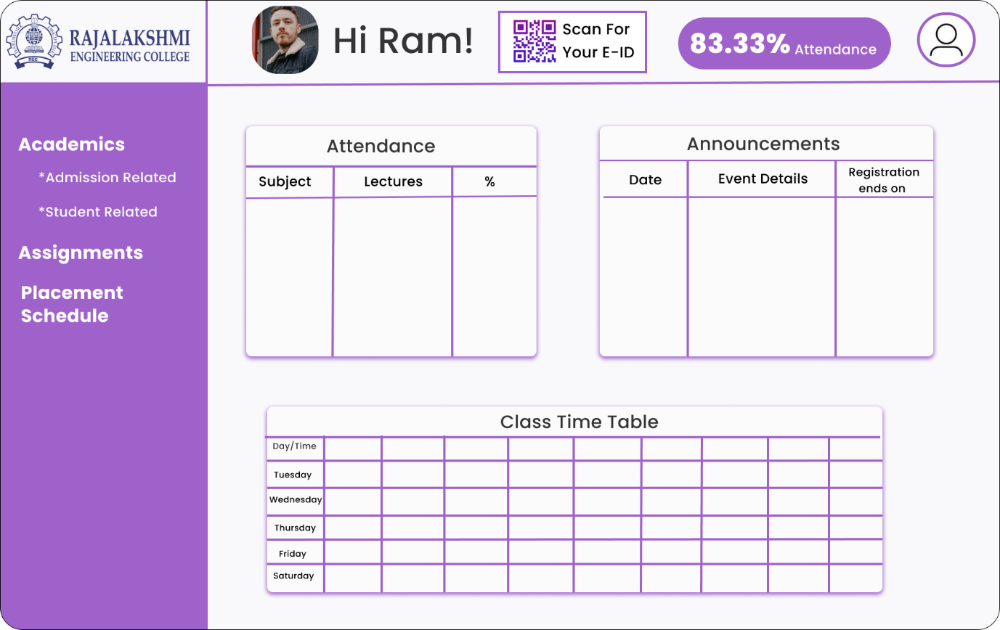 RAJALAKSHMI
ENGINEERING COLLEGE
REC
Hi Ram!
Scan For
Your E-ID
83.33% Attendance
Academics
*Admission Related
*Student Related
Assignments
Placement
Schedule
Attendance
Subject Lectures %
Announcements
Date Event Details Registration
ends on
Class Time Table
Day/Time
Tuesday
Wednesday
Thursday
Friday
Saturday